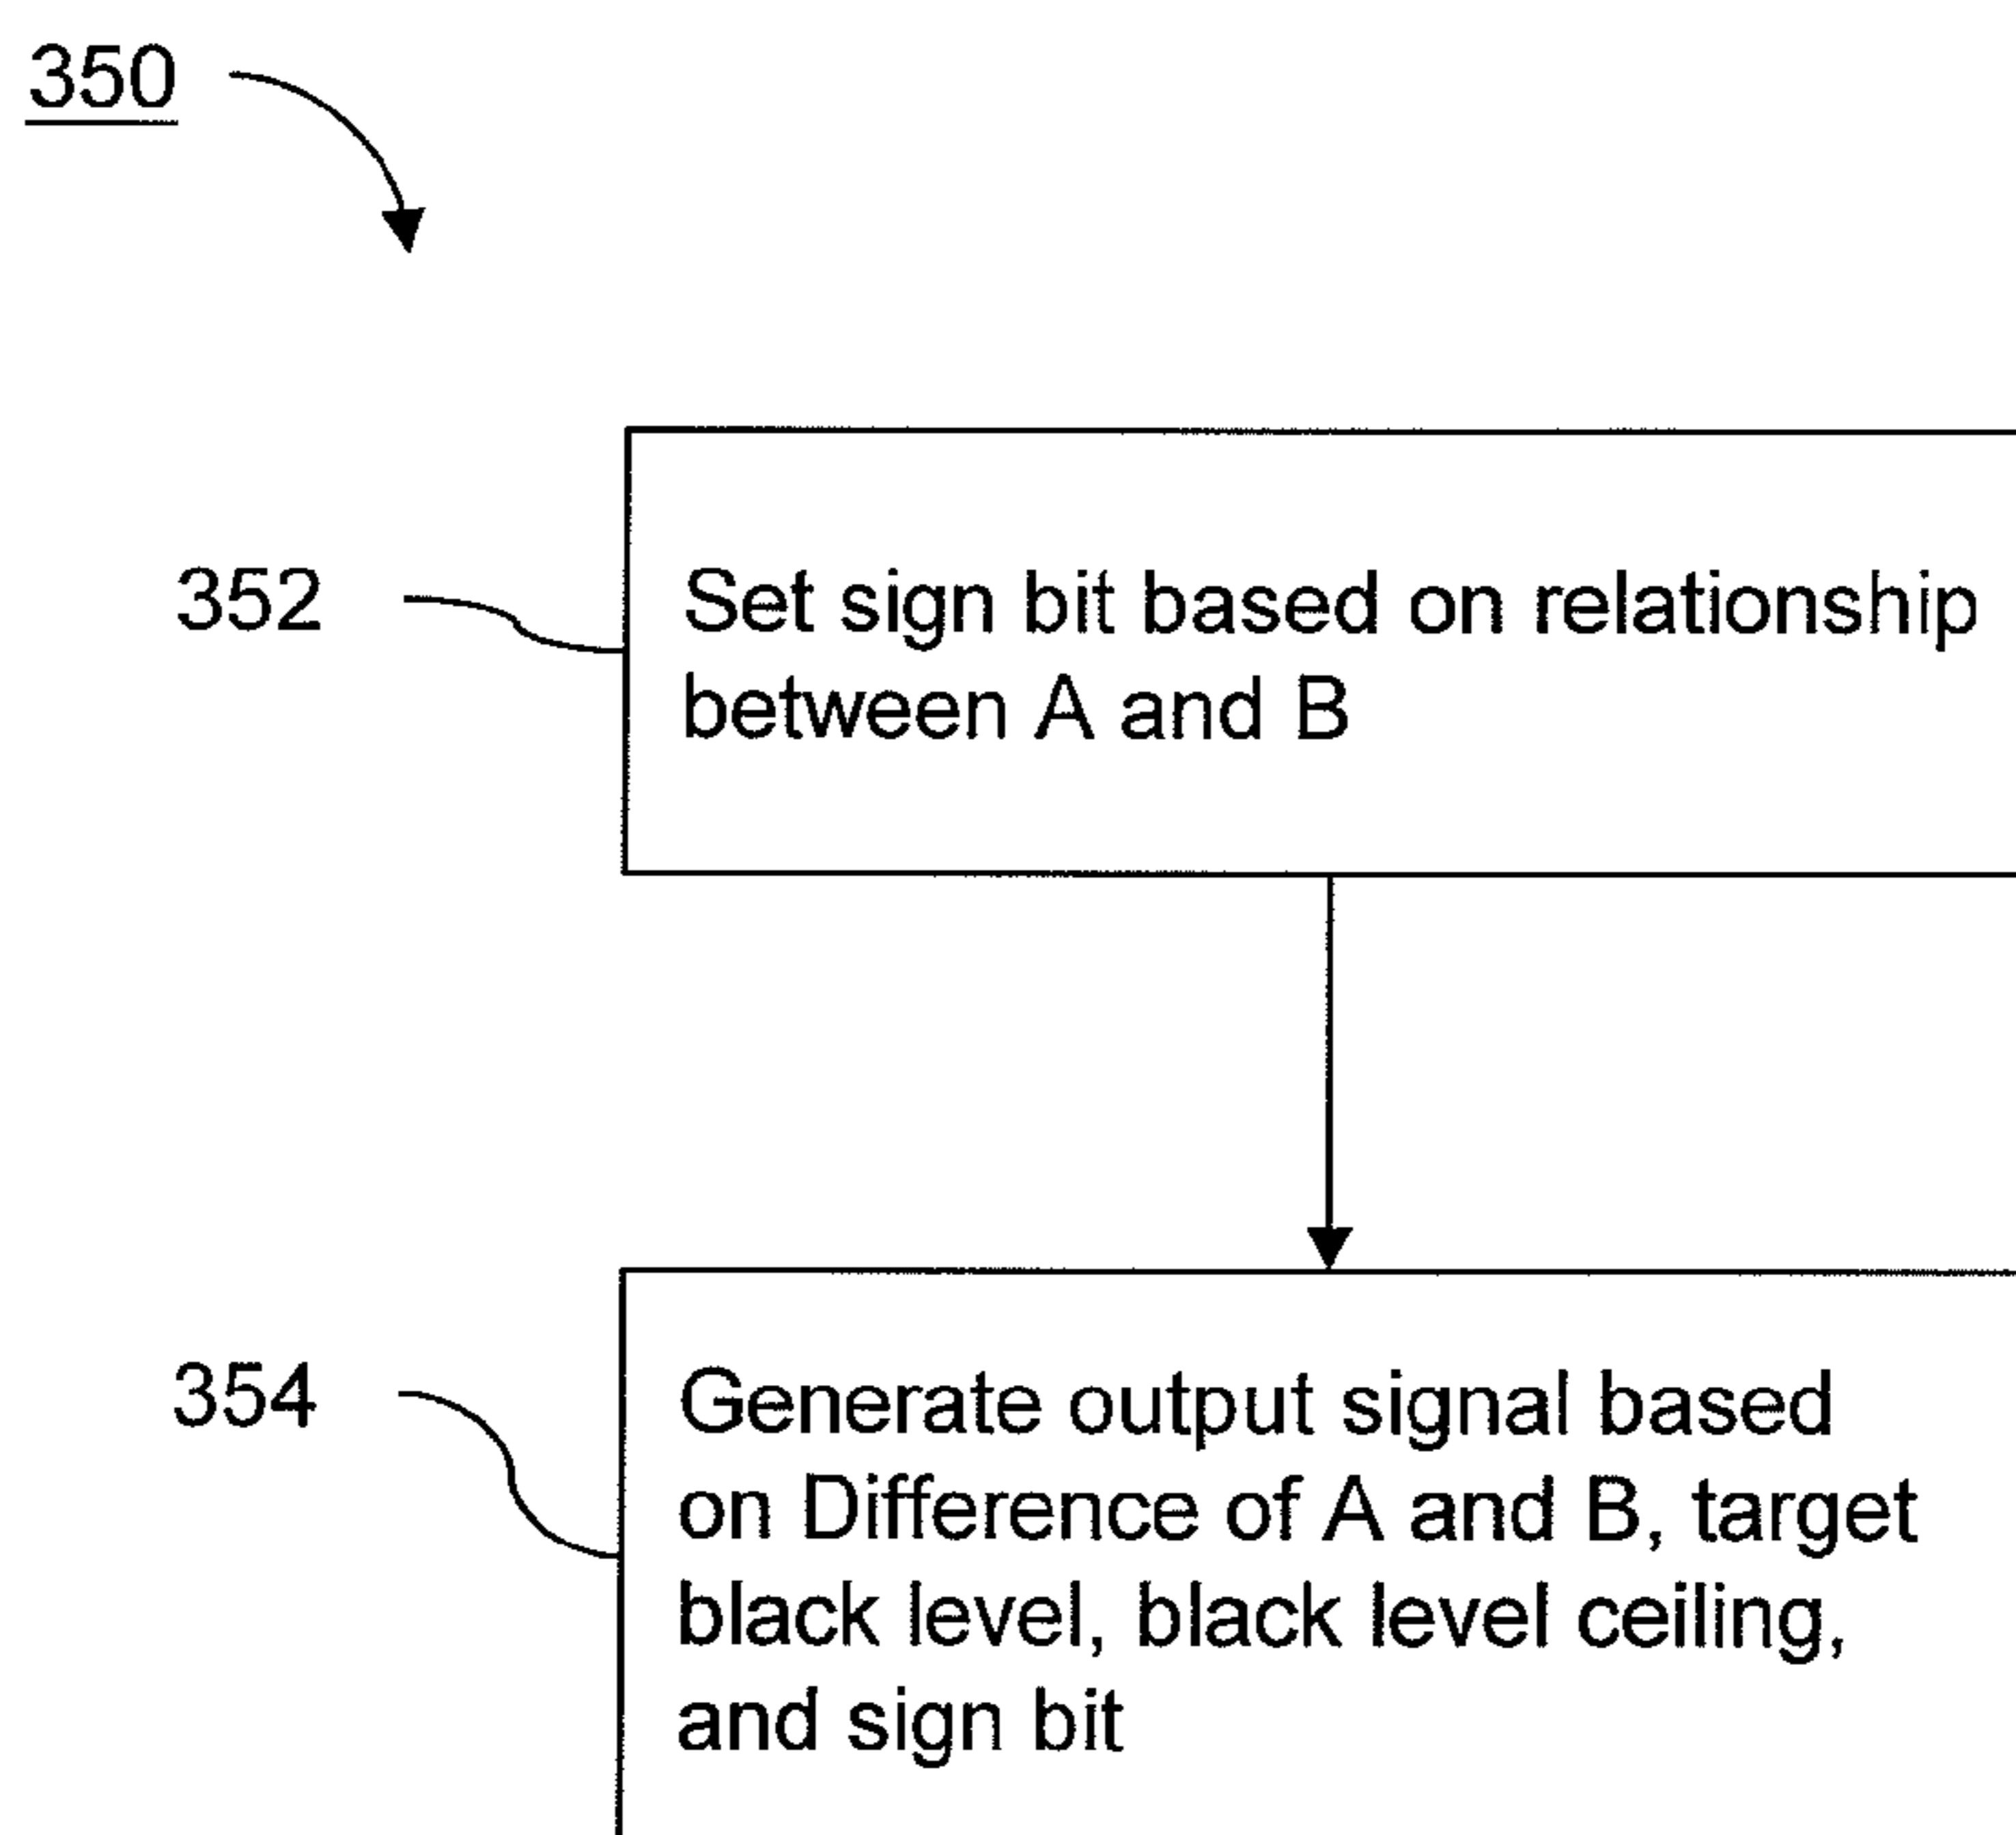 350
352
Set sign bit based on relationship
between A and B
354
Generate output signal based
on Difference of A and B, target
black level, black level ceiling,
and sign bit